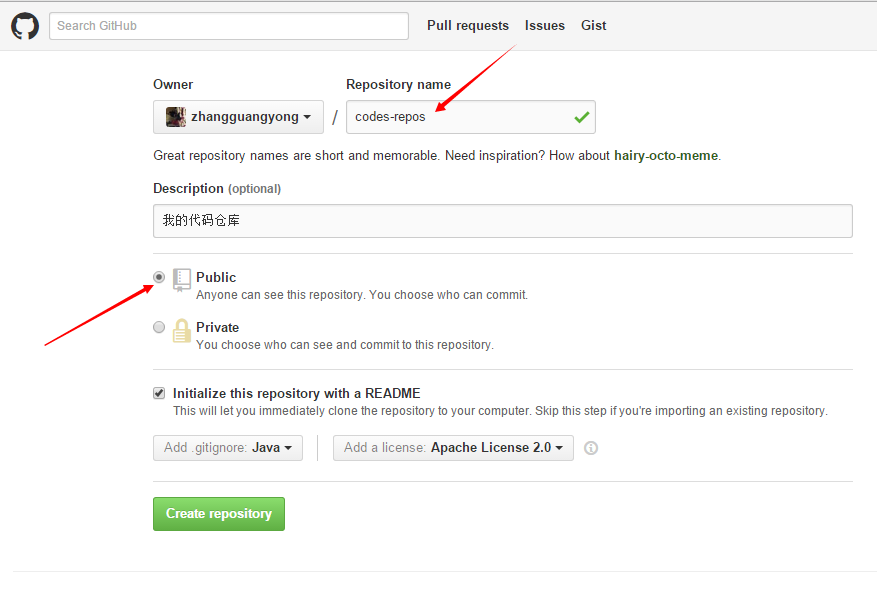 Search GitHub Pull requests Issues Gist
Owner Repository name
zhangguangyong / codes-repos
Great repository names are short and memorable. Need inspiration? How about hairy-octo-meme.
Description (optional)
我的代码仓库
Public
Anyone can see this repository. You choose who can commit.
Private
You choose who can see and commit to this repository.
Initialize this repository with a README
This will let you immediately clone the repository to your computer. Skip this step if you're importing an existing repository.
Add .gitignore: Java Add a license: Apache License 2.0
Create repository